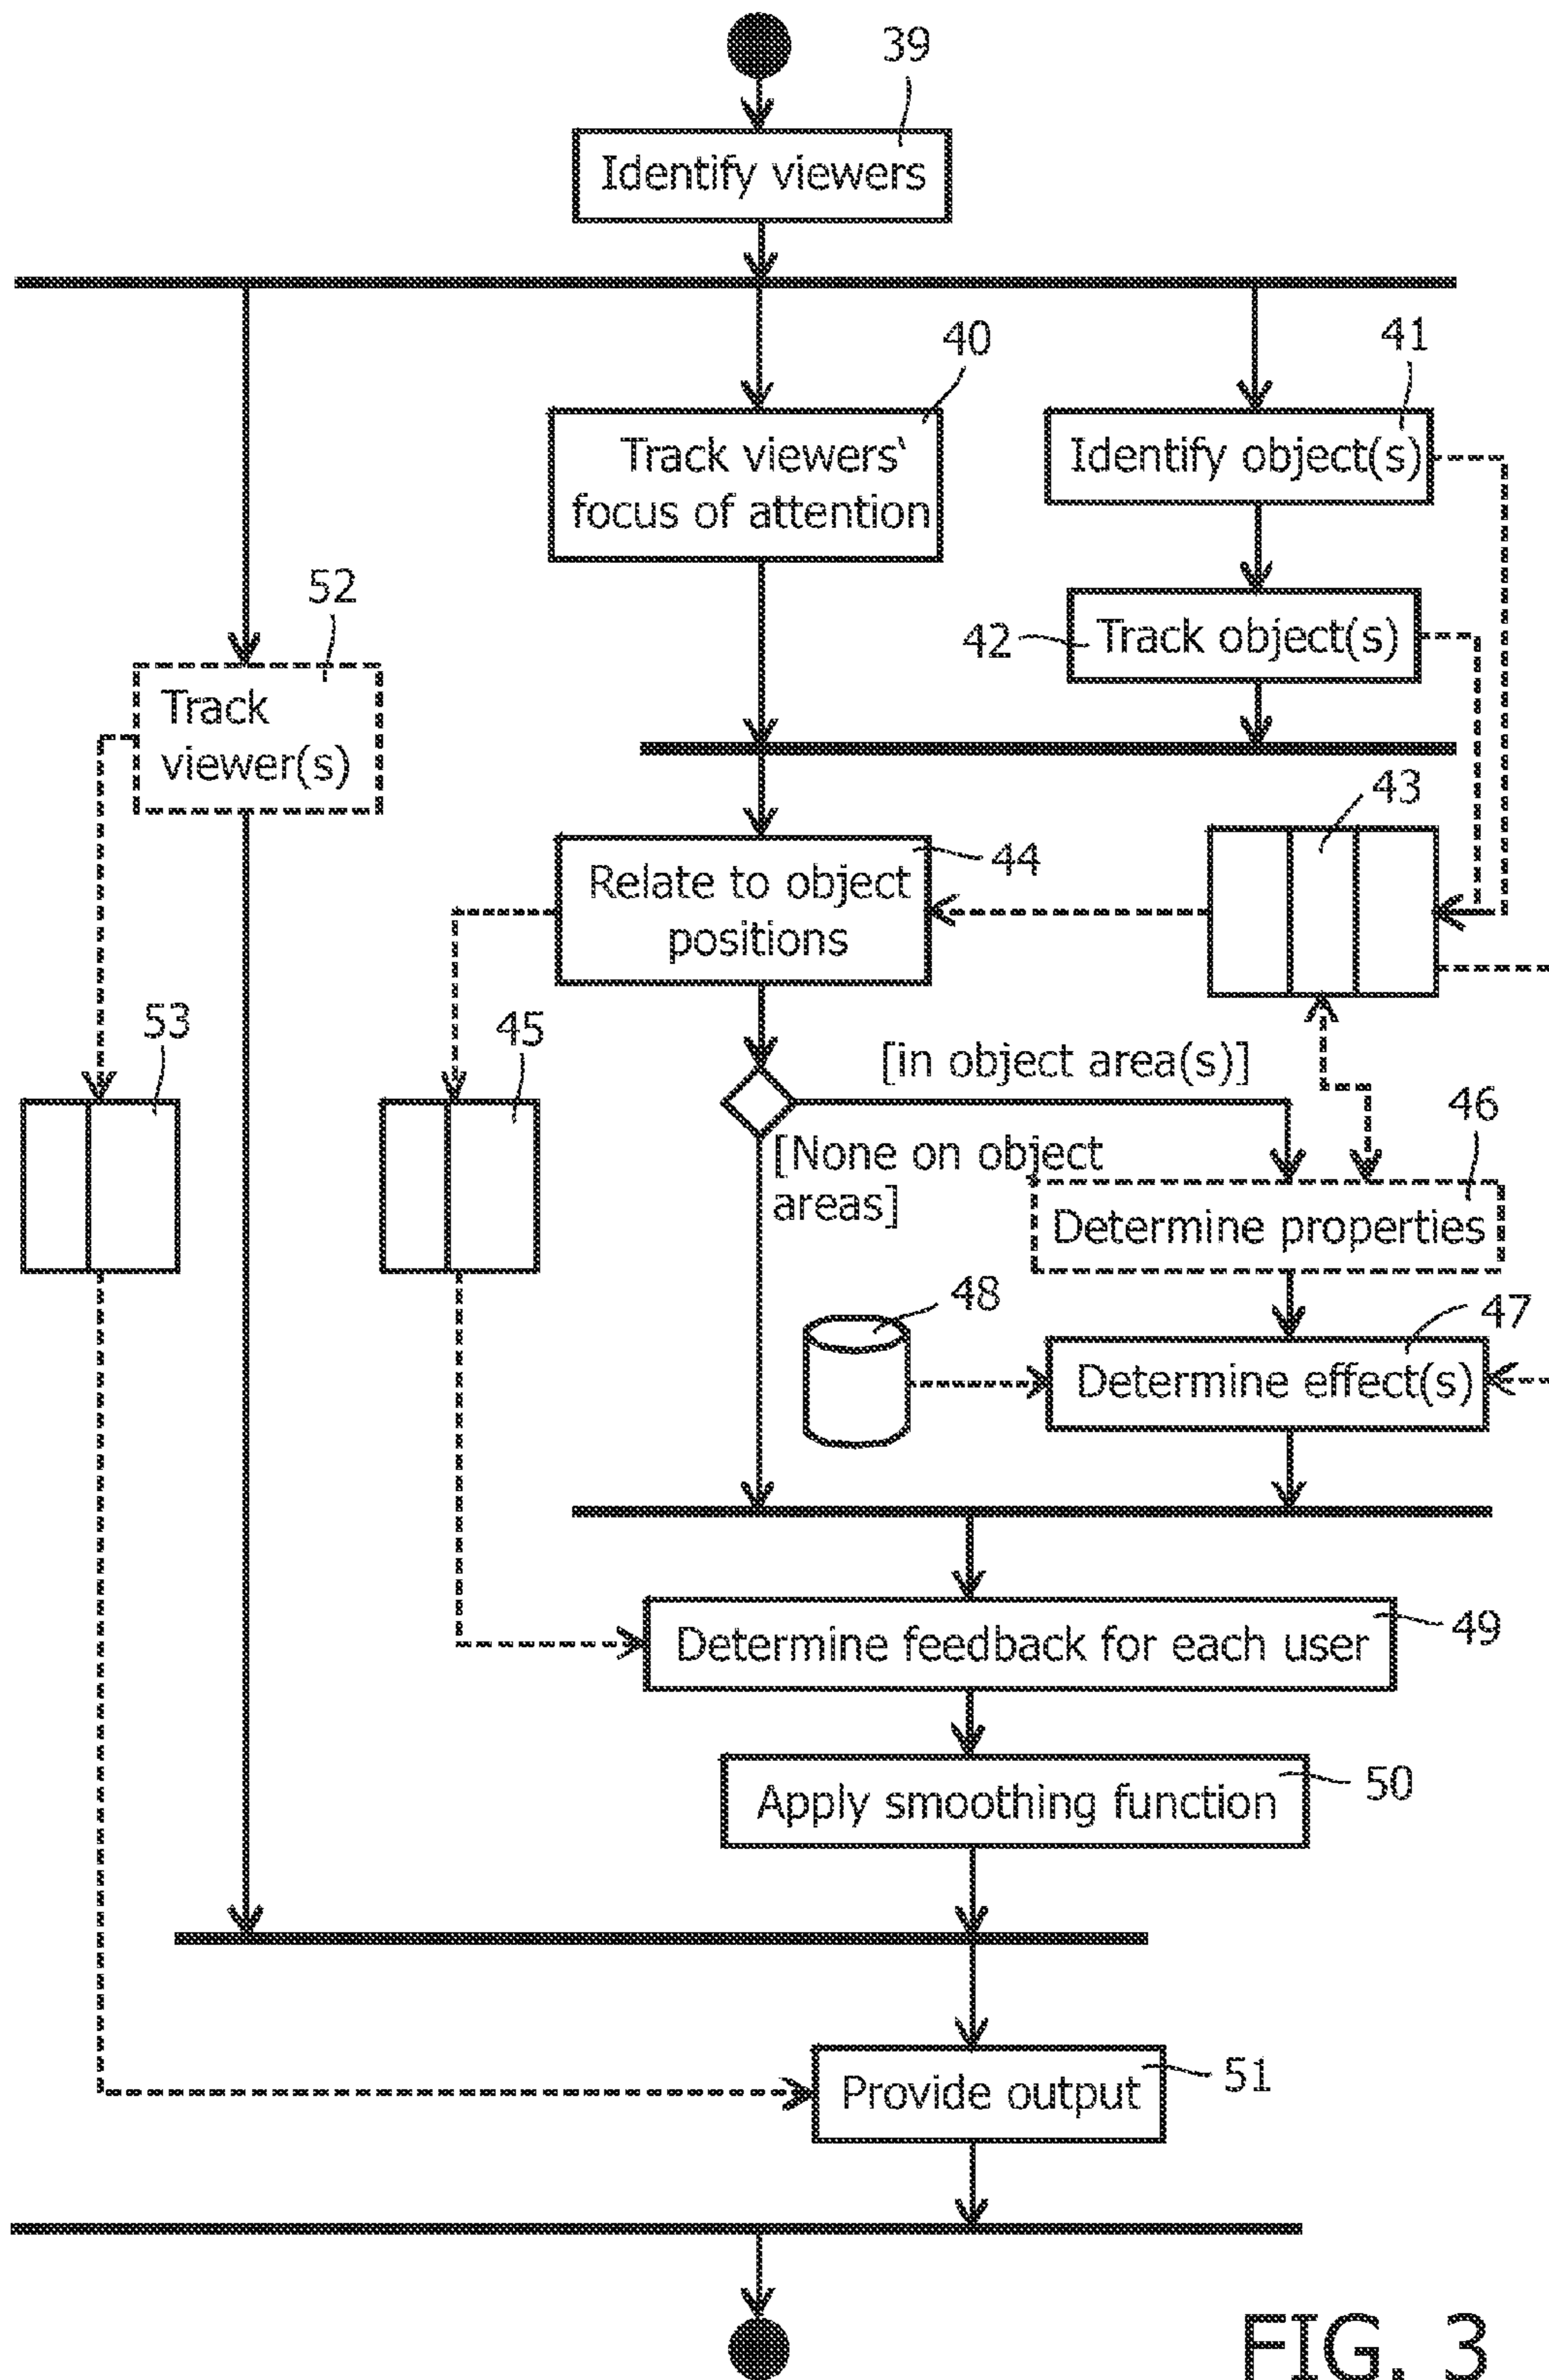 39
Identify viewers
40
41
Track viewers‘
focus of attention
Identify object(s)
52
42
Track object(s)
Track
viewer(s)
43
44
Relate to object
positions
53
45
[in object area(s)]
46
[None on object
areas]
Determine properties
48
47
Determine effect(s)
49
Determine feedback for each user
50
Apply smoothing function
51
Provide output
FIG. 3